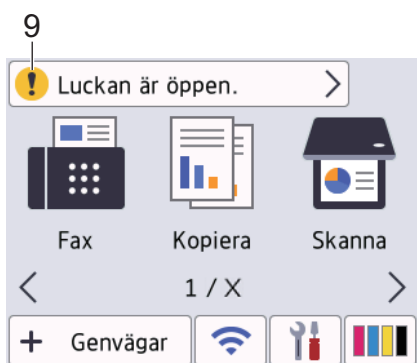 9
! Luckan är öppen.
Fax Kopiera Skanna
1 / X
+ Genvägar